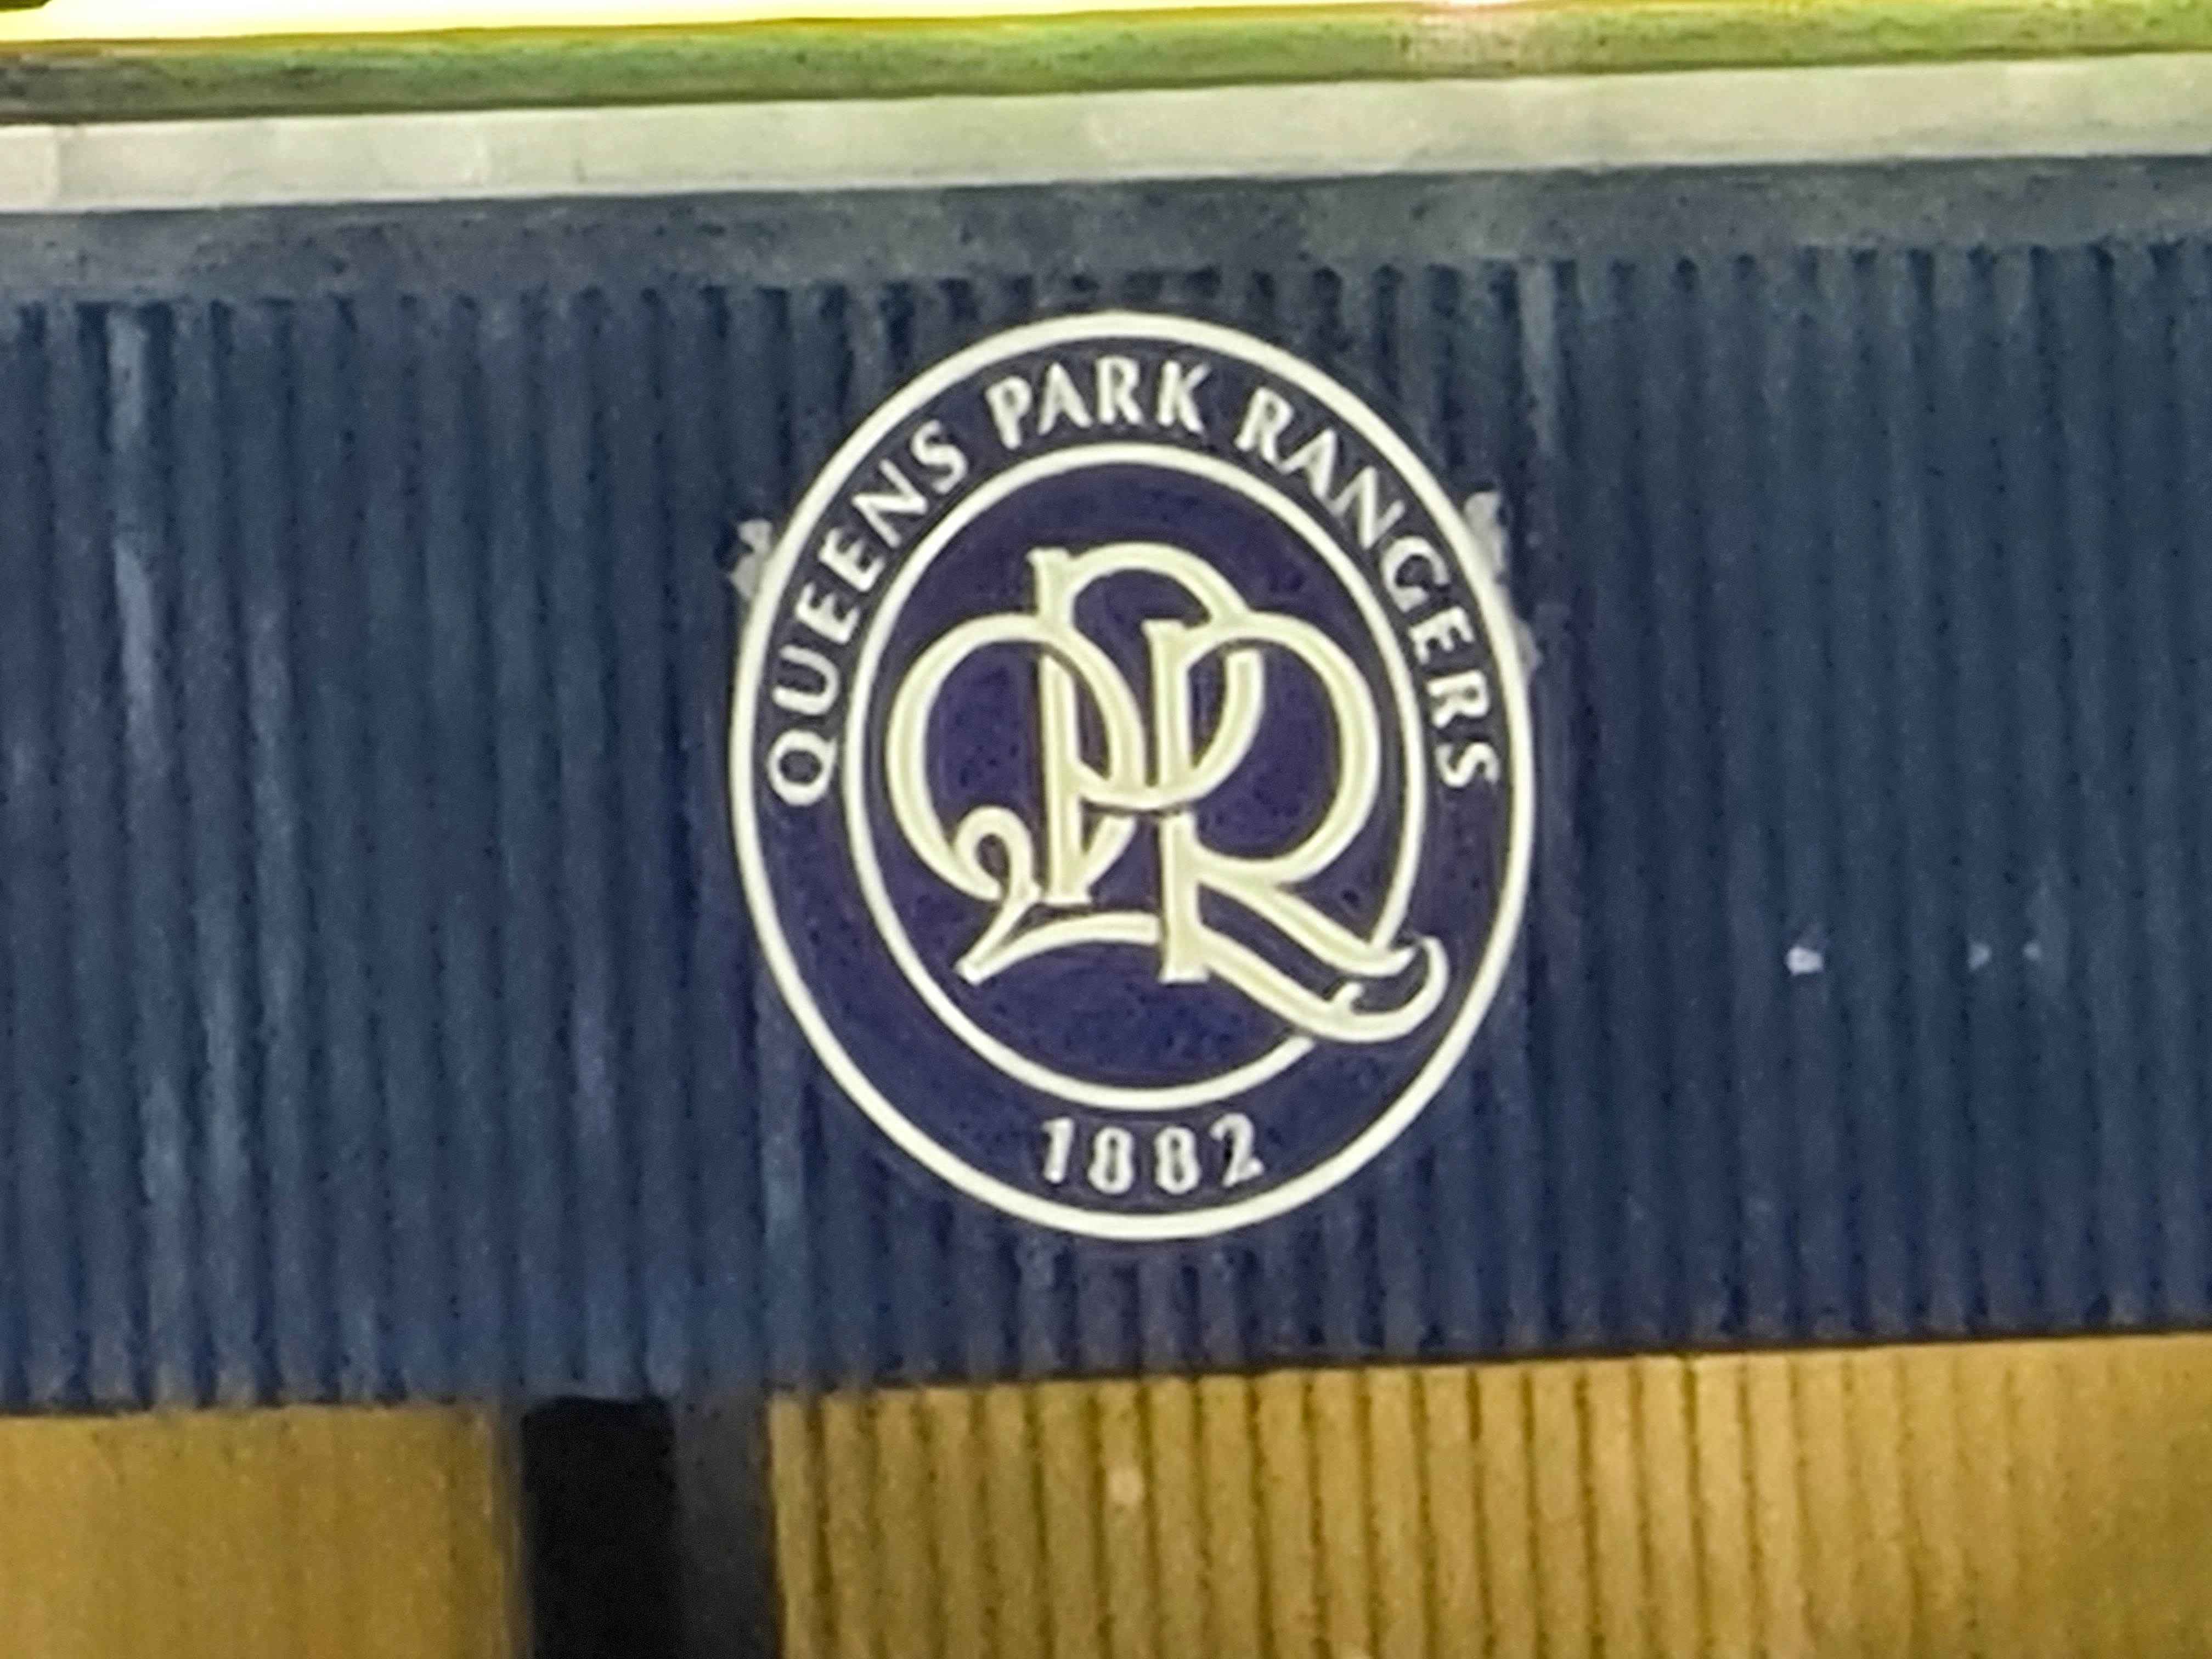 QUEENS PARK RANGERS
QPR
1882